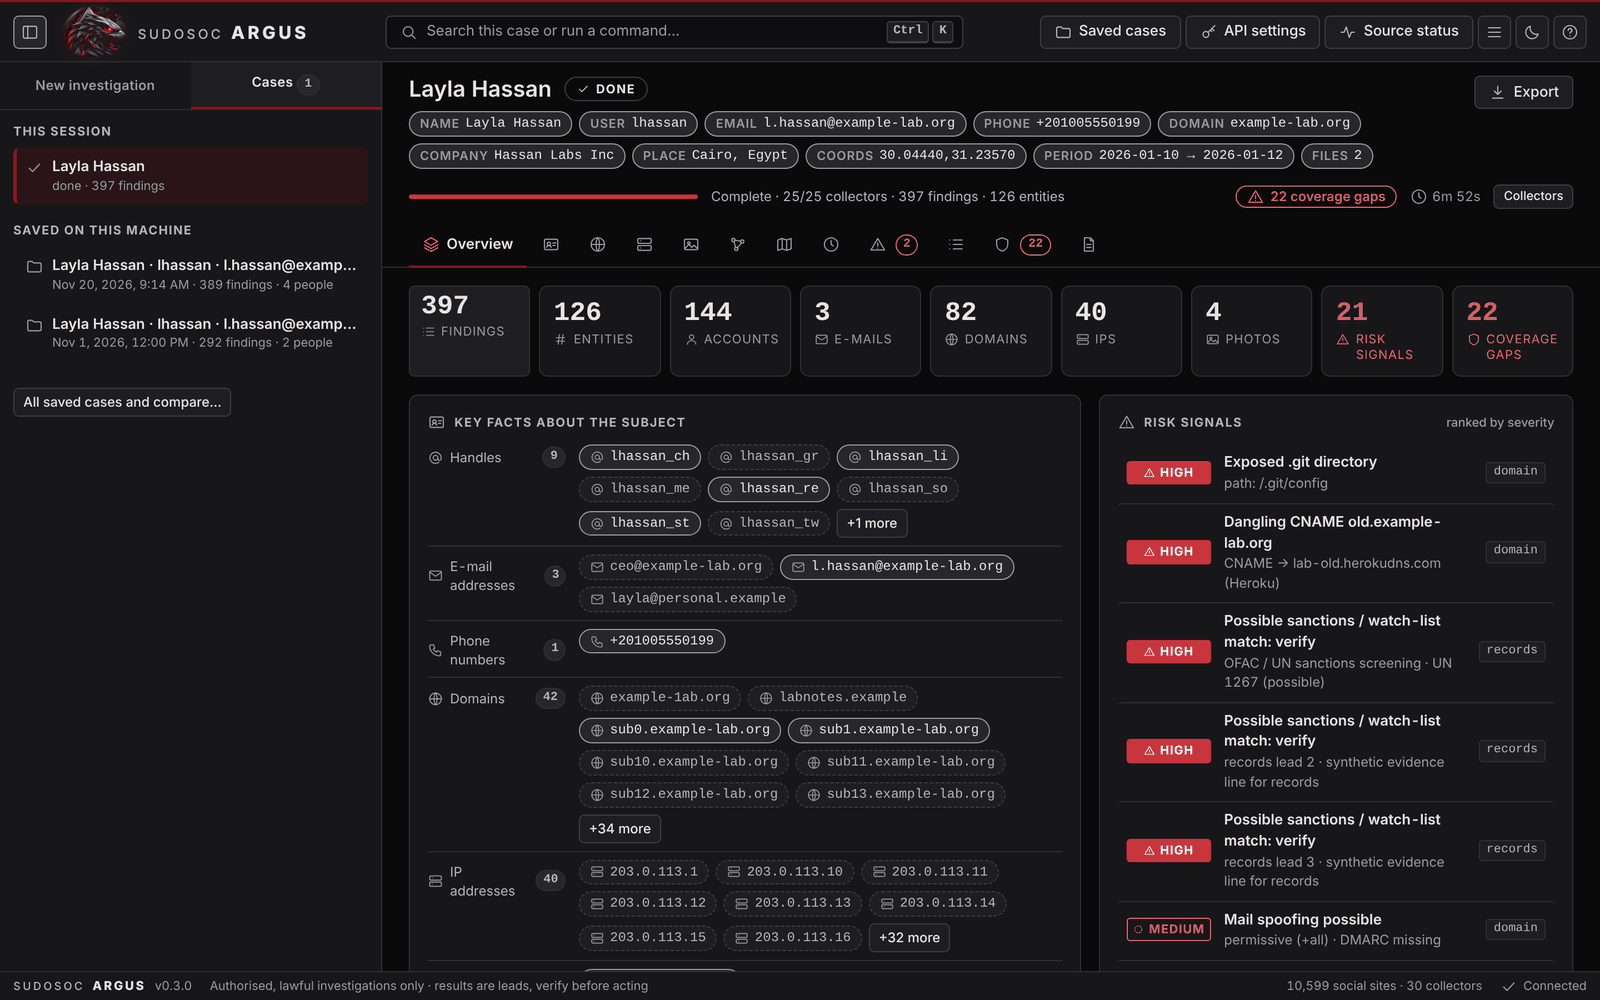 SUDOSOC ARGUS
Search this case or run a command...
Ctrl K
Saved cases
API settings
Source status
New investigation
Cases 1
THIS SESSION
Layla Hassan
done · 397 findings
SAVED ON THIS MACHINE
Layla Hassan · lhassan · l.hassan@examp...
Nov 20, 2026, 9:14 AM · 389 findings · 4 people
Layla Hassan · lhassan · l.hassan@examp...
Nov 1, 2026, 12:00 PM · 292 findings · 2 people
All saved cases and compare...
Layla Hassan
DONE
Export
NAME Layla Hassan
USER lhassan
EMAIL l.hassan@example-lab.org
PHONE +201005550199
DOMAIN example-lab.org
COMPANY Hassan Labs Inc
PLACE Cairo, Egypt
COORDS 30.04440,31.23570
PERIOD 2026-01-10 → 2026-01-12
FILES 2
Complete · 25/25 collectors · 397 findings · 126 entities
22 coverage gaps
6m 52s
Collectors
Overview
2
22
397
FINDINGS
126
ENTITIES
144
ACCOUNTS
3
E-MAILS
82
DOMAINS
40
IPS
4
PHOTOS
21
RISK
SIGNALS
22
COVERAGE
GAPS
KEY FACTS ABOUT THE SUBJECT
Handles 9
lhassan_ch
lhassan_gr
lhassan_li
lhassan_me
lhassan_re
lhassan_so
lhassan_st
lhassan_tw
+1 more
E-mail
addresses
3
ceo@example-lab.org
l.hassan@example-lab.org
layla@personal.example
Phone
numbers
1
+201005550199
Domains 42
example-1ab.org
labnotes.example
sub0.example-lab.org
sub1.example-lab.org
sub10.example-lab.org
sub11.example-lab.org
sub12.example-lab.org
sub13.example-lab.org
+34 more
IP
addresses
40
203.0.113.1
203.0.113.10
203.0.113.11
203.0.113.12
203.0.113.13
203.0.113.14
203.0.113.15
203.0.113.16
+32 more
RISK SIGNALS
ranked by severity
HIGH
Exposed .git directory
path: /.git/config
domain
HIGH
Dangling CNAME old.example-
lab.org
CNAME → lab-old.herokudns.com
(Heroku)
domain
HIGH
Possible sanctions / watch-list
match: verify
OFAC / UN sanctions screening · UN
1267 (possible)
records
HIGH
Possible sanctions / watch-list
match: verify
records lead 2 · synthetic evidence
line for records
records
HIGH
Possible sanctions / watch-list
match: verify
records lead 3 · synthetic evidence
line for records
records
MEDIUM
Mail spoofing possible
permissive (+all) · DMARC missing
domain
SUDOSOC ARGUS v0.3.0
Authorised, lawful investigations only · results are leads, verify before acting
10,599 social sites · 30 collectors
Connected